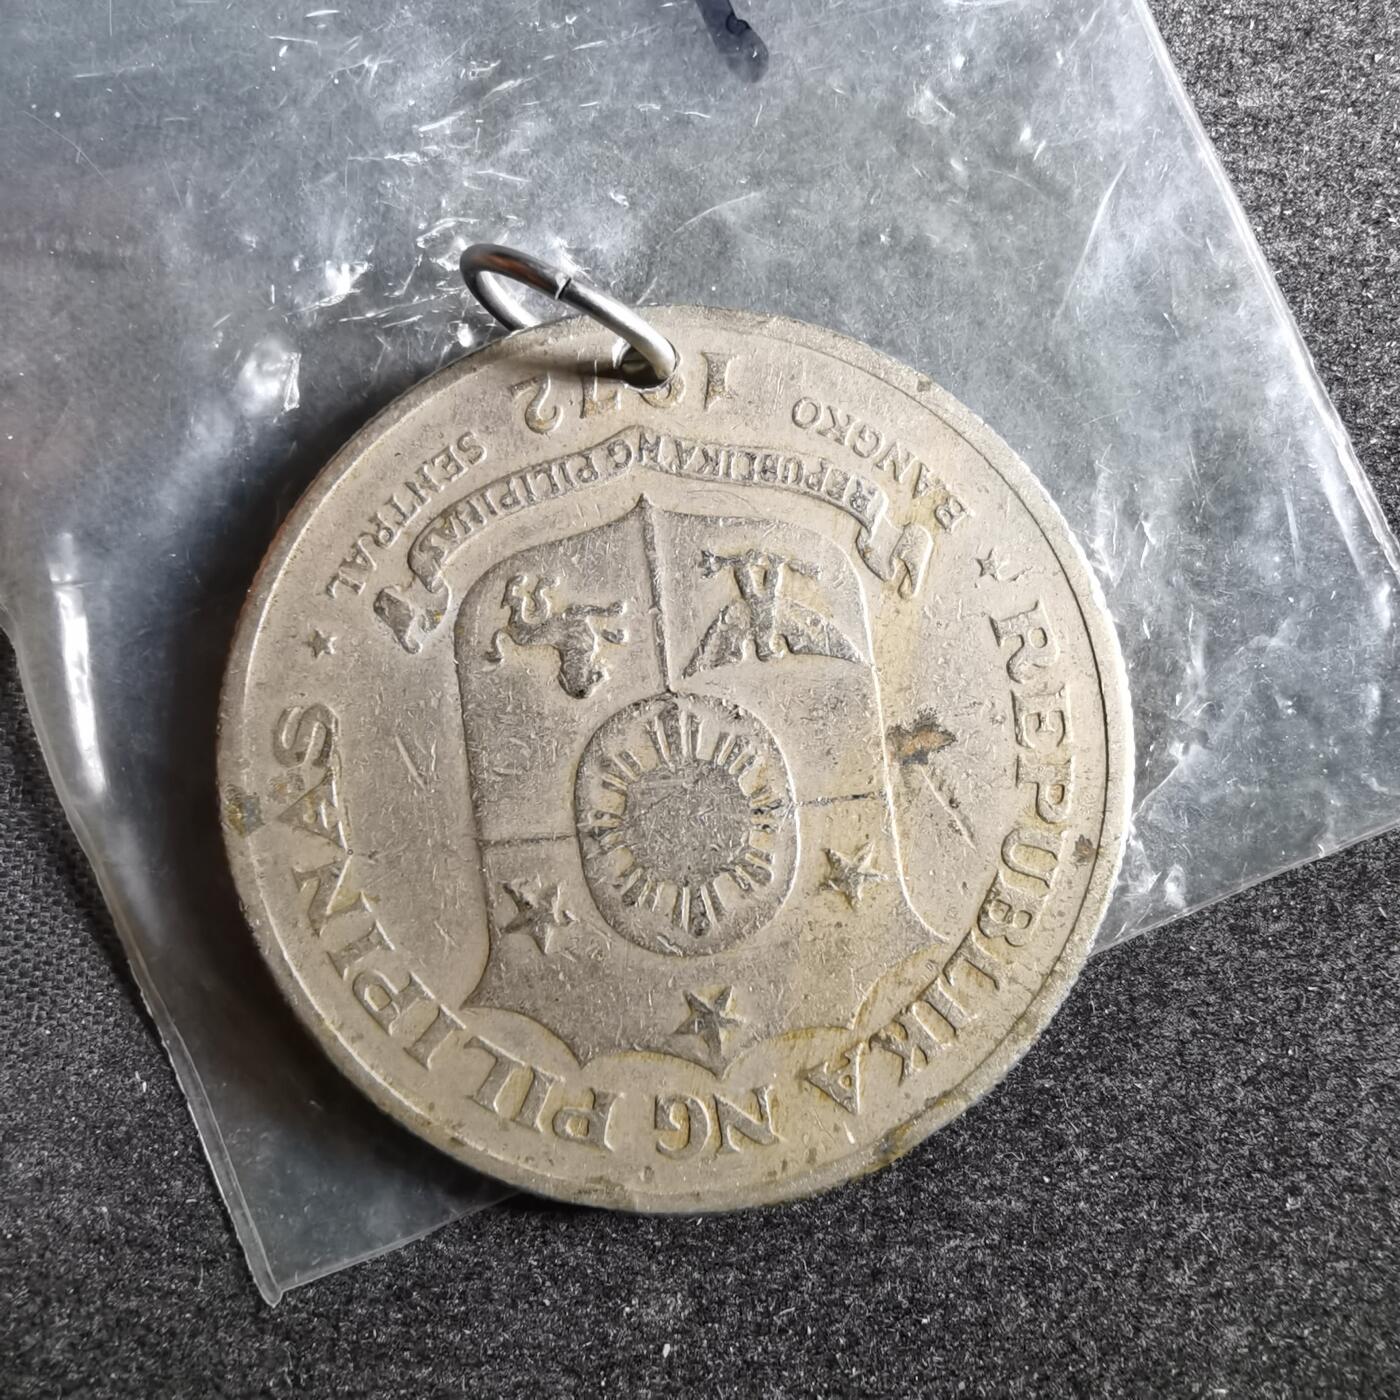 REPUBLIKA NG PILIPINAS
REPUBLIKA NG PILIPINAS
BANGKO SENTRAL
1972